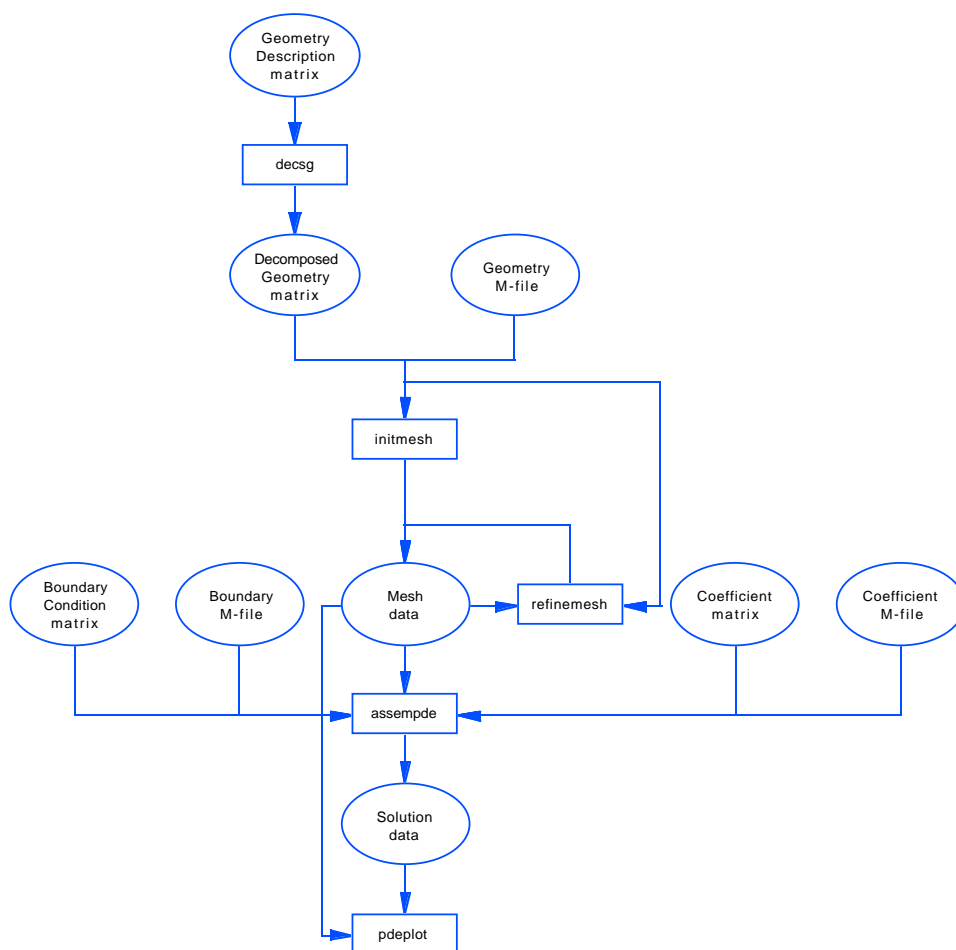 Geometry
Description
matrix
decsg
Decomposed
Geometry
matrix
Geometry
M-file
initmesh
Boundary
Condition
matrix
Boundary
M-file
Mesh
data
refinemesh
Coefficient
matrix
Coefficient
M-file
assempde
Solution
data
pdeplot